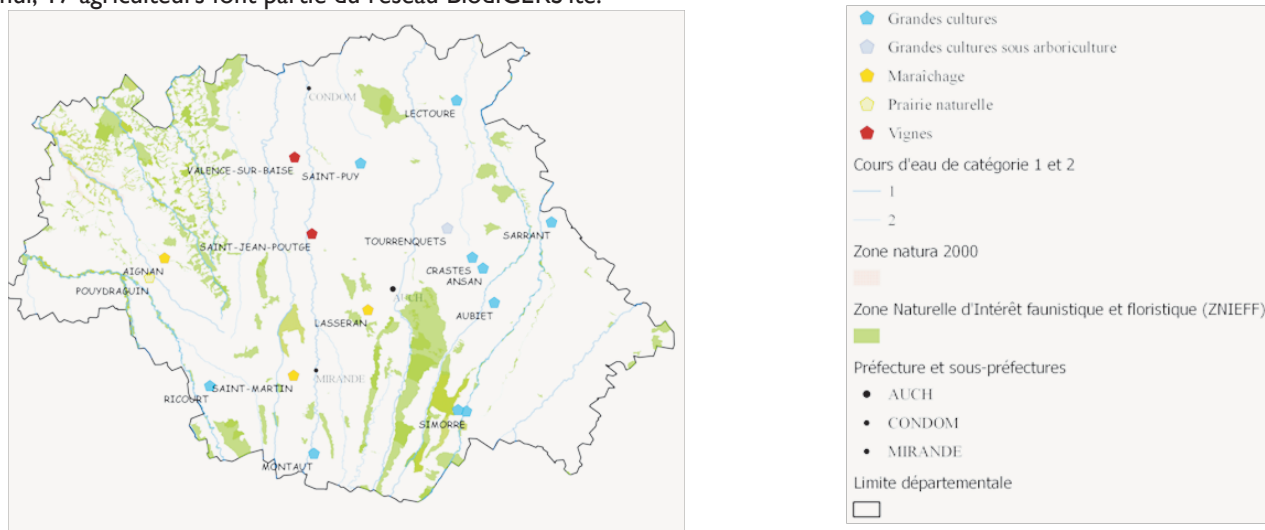 17 agriculteurs font partie du réseau BiodiGERS'ité.
CONDOM
LECTOURE
VALENCE-SUR-BAISE
SAINT-PUY
SAINT-JEAN-POUTGE
TOURRENQUETS
SARRANT
AIGNAN
CRASTES
ANSAN
POUYDRAGUIN
AUCH
LASSERAN
AUBIET
SAINT-MARTIN
MIRANDE
RICOURT
SIMORRE
MONTAUT
Grandes cultures
Grandes cultures sous arboriculture
Maraîchage
Prairie naturelle
Vignes
Cours d'eau de catégorie 1 et 2
1
2
Zone natura 2000
Zone Naturelle d'Intérêt faunistique et floristique (ZNIEFF)
Préfecture et sous-préfectures
AUCH
CONDOM
MIRANDE
Limite départementale